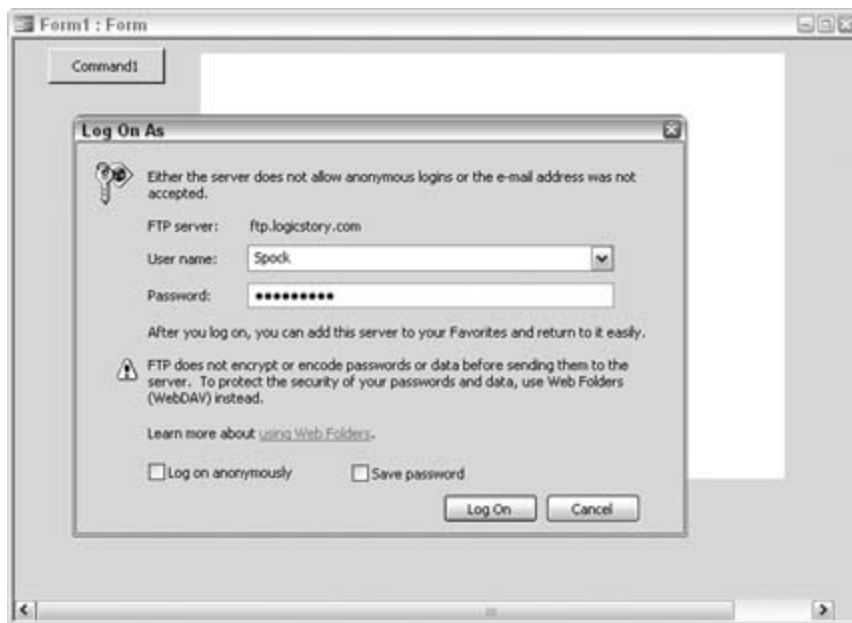 Form1 : Form
Command1
Log On As
Either the server does not allow anonymous logins or the e-mail address was not
accepted.
FTP server: ftp.logicstory.com
User name: Spock
Password: •••••••••
After you log on, you can add this server to your Favorites and return to it easily.
FTP does not encrypt or encode passwords or data before sending them to the
server. To protect the security of your passwords and data, use Web Folders
(WebDAV) instead.
Learn more about using Web Folders.
Log on anonymously Save password
Log On Cancel